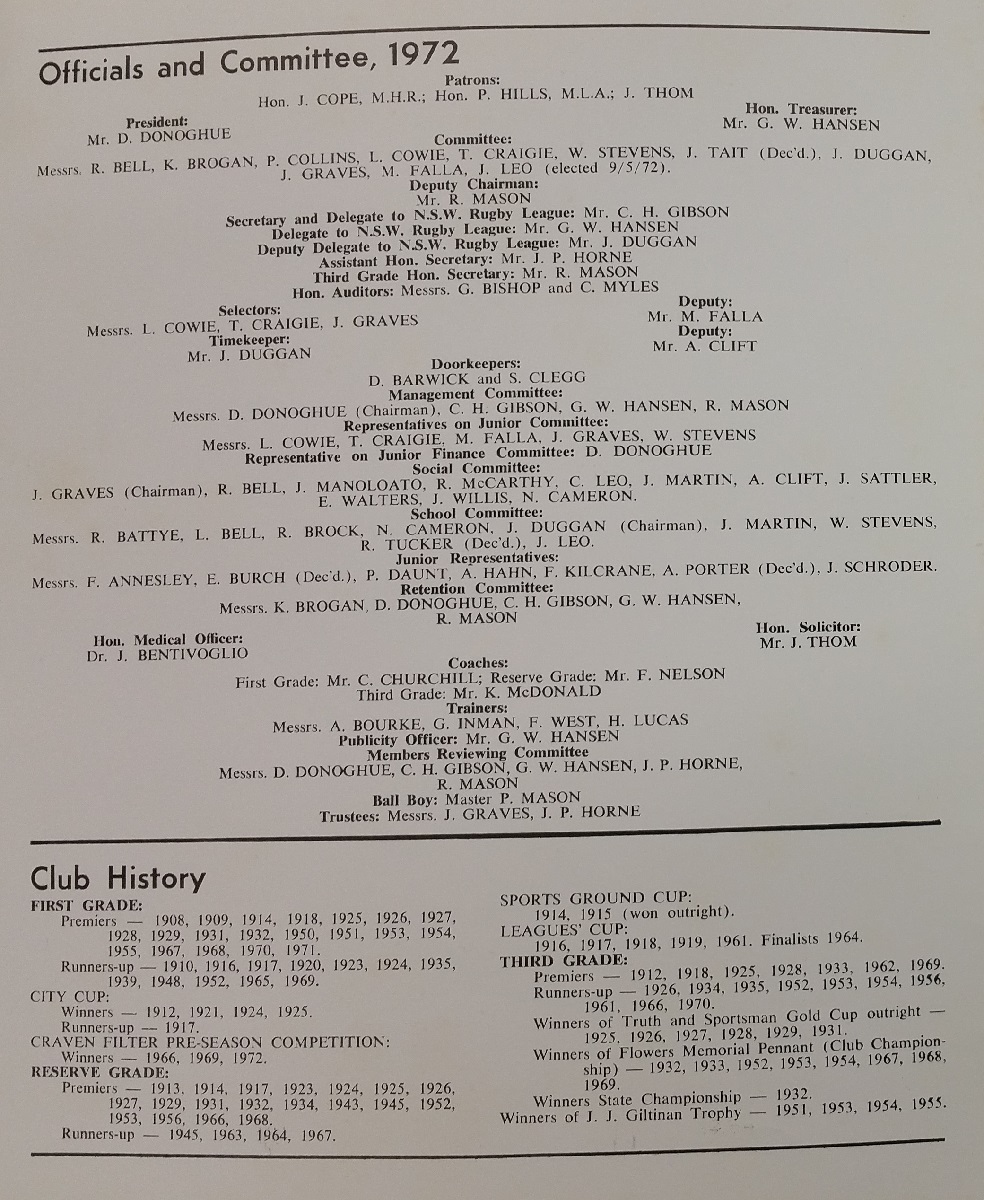 Officials and Committee, 1972
Patrons:
Hon. J. COPE, M.H.R.; Hon. P. HILLS, M.L.A.; J. THOM
President:
Mr. D. DONOGHUE
Hon. Treasurer:
Mr. G. W. HANSEN
Committee:
Messrs. R. BELL, K. BROGAN, P. COLLINS, L. COWIE, T. CRAIGIE, W. STEVENS, J. TAIT (Dec'd.), J. DUGGAN,
J. GRAVES, M. FALLA, J. LEO (elected 9/5/72).
Deputy Chairman:
Mr. R. MASON
Secretary and Delegate to N.S.W. Rugby League: Mr. C. H. GIBSON
Delegate to N.S.W. Rugby League: Mr. G. W. HANSEN
Deputy Delegate to N.S.W. Rugby League: Mr. J. DUGGAN
Assistant Hon. Secretary: Mr. J. P. HORNE
Third Grade Hon. Secretary: Mr. R. MASON
Hon. Auditors: Messrs. G. BISHOP and C. MYLES
Selectors:
Messrs. L. COWIE, T. CRAIGIE, J. GRAVES
Deputy:
Mr. M. FALLA
Timekeeper:
Mr. J. DUGGAN
Deputy:
Mr. A. CLIFT
Doorkeepers:
D. BARWICK and S. CLEGG
Management Committee:
Messrs. D. DONOGHUE (Chairman), C. H. GIBSON, G. W. HANSEN, R. MASON
Representatives on Junior Committee:
Messrs. L. COWIE, T. CRAIGIE, M. FALLA, J. GRAVES, W. STEVENS
Representative on Junior Finance Committee: D. DONOGHUE
Social Committee:
J. GRAVES (Chairman), R. BELL, J. MANOLOATO, R. McCARTHY, C. LEO, J. MARTIN, A. CLIFT, J. SATTLER,
E. WALTERS, J. WILLIS, N. CAMERON.
School Committee:
Messrs. R. BATTYE, L. BELL, R. BROCK, N. CAMERON, J. DUGGAN (Chairman), J. MARTIN, W. STEVENS,
R. TUCKER (Dec'd.), J. LEO.
Junior Representatives:
Messrs. F. ANNESLEY, E. BURCH (Dec'd.), P. DAUNT, A. HAHN, F. KILCRANE, A. PORTER (Dec'd.), J. SCHRODER.
Retention Committee:
Messrs. K. BROGAN, D. DONOGHUE, C. H. GIBSON, G. W. HANSEN,
R. MASON
Hon. Medical Officer:
Dr. J. BENTIVOGLIO
Hon. Solicitor:
Mr. J. THOM
Coaches:
First Grade: Mr. C. CHURCHILL; Reserve Grade: Mr. F. NELSON
Third Grade: Mr. K. McDONALD
Trainers:
Messrs. A. BOURKE, G. INMAN, F. WEST, H. LUCAS
Publicity Officer: Mr. G. W. HANSEN
Members Reviewing Committee
Messrs. D. DONOGHUE, C. H. GIBSON, G. W. HANSEN, J. P. HORNE,
R. MASON
Ball Boy: Master P. MASON
Trustees: Messrs. J. GRAVES, J. P. HORNE
Club History
FIRST GRADE:
Premiers — 1908, 1909, 1914, 1918, 1925, 1926, 1927,
1928, 1929, 1931, 1932, 1950, 1951, 1953, 1954,
1955, 1967, 1968, 1970, 1971.
Runners-up — 1910, 1916, 1917, 1920, 1923, 1924, 1935,
1939, 1948, 1952, 1965, 1969.
CITY CUP:
Winners — 1912, 1921, 1924, 1925.
Runners-up — 1917.
CRAVEN FILTER PRE-SEASON COMPETITION:
Winners — 1966, 1969, 1972.
RESERVE GRADE:
Premiers — 1913, 1914, 1917, 1923, 1924, 1925, 1926,
1927, 1929, 1931, 1932, 1934, 1943, 1945, 1952,
1953, 1956, 1966, 1968.
Runners-up — 1945, 1963, 1964, 1967.
SPORTS GROUND CUP:
1914, 1915 (won outright).
LEAGUES' CUP:
1916, 1917, 1918, 1919, 1961. Finalists 1964.
THIRD GRADE:
Premiers — 1912, 1918, 1925, 1928, 1933, 1962, 1969.
Runners-up — 1926, 1934, 1935, 1952, 1953, 1954, 1956,
1961, 1966, 1970.
Winners of Truth and Sportsman Gold Cup outright —
1925, 1926, 1927, 1928, 1929, 1931.
Winners of Flowers Memorial Pennant (Club Champion-
ship) — 1932, 1933, 1952, 1953, 1954, 1967, 1968,
1969.
Winners State Championship — 1932.
Winners of J. J. Giltinan Trophy — 1951, 1953, 1954, 1955.